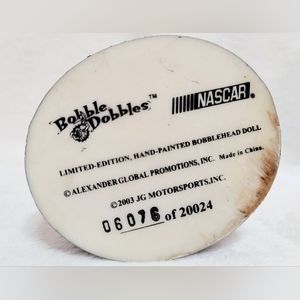 Bobble Dobbles™
NASCAR®
LIMITED-EDITION, HAND-PAINTED BOBBLEHEAD DOLL
©ALEXANDER GLOBAL PROMOTIONS, INC. Made in China.
©2003 JG MOTORSPORTS,INC.
06076 of 20024